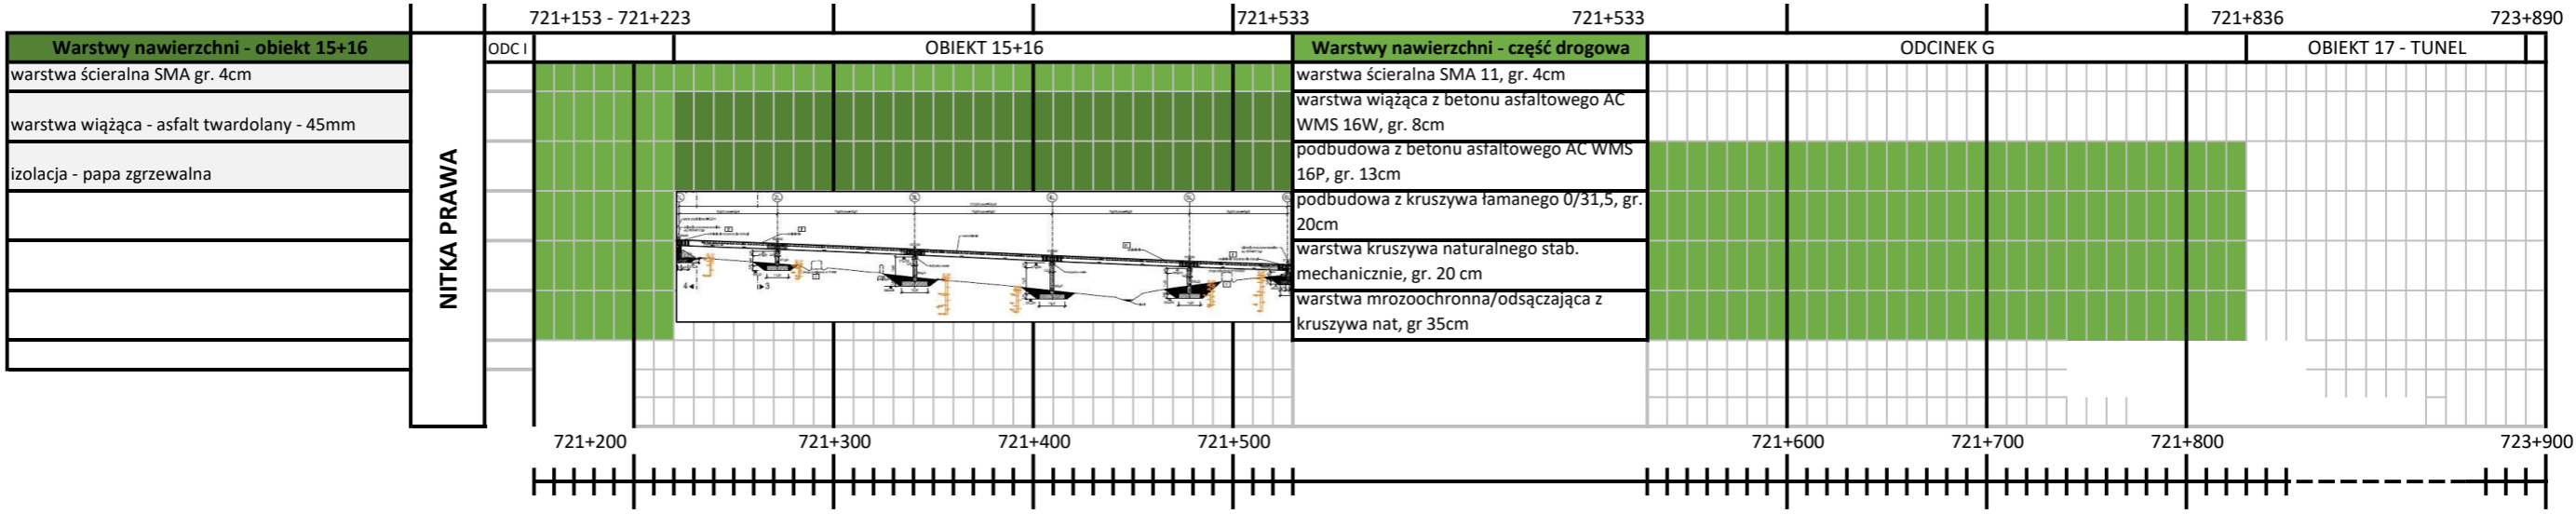 721+153 - 721+223
721+533
721+533
721+836
723+890
Warstwy nawierzchni - obiekt 15+16
ODC I
OBIEKT 15+16
Warstwy nawierzchni - część drogowa
ODCINEK G
OBIEKT 17 - TUNEL
warstwa ścieralna SMA gr. 4cm
warstwa wiążąca - asfalt twardolany - 45mm
izolacja - papa zgrzewalna
NITKA PRAWA
warstwa ścieralna SMA 11, gr. 4cm
warstwa wiążąca z betonu asfaltowego AC
WMS 16W, gr. 8cm
podbudowa z betonu asfaltowego AC WMS
16P, gr. 13cm
podbudowa z kruszywa łamanego 0/31,5, gr.
20cm
warstwa kruszywa naturalnego stab.
mechanicznie, gr. 20 cm
warstwa mrozoochronna/odsączająca z
kruszywa nat, gr 35cm
721+200
721+300
721+400
721+500
721+600
721+700
721+800
723+900